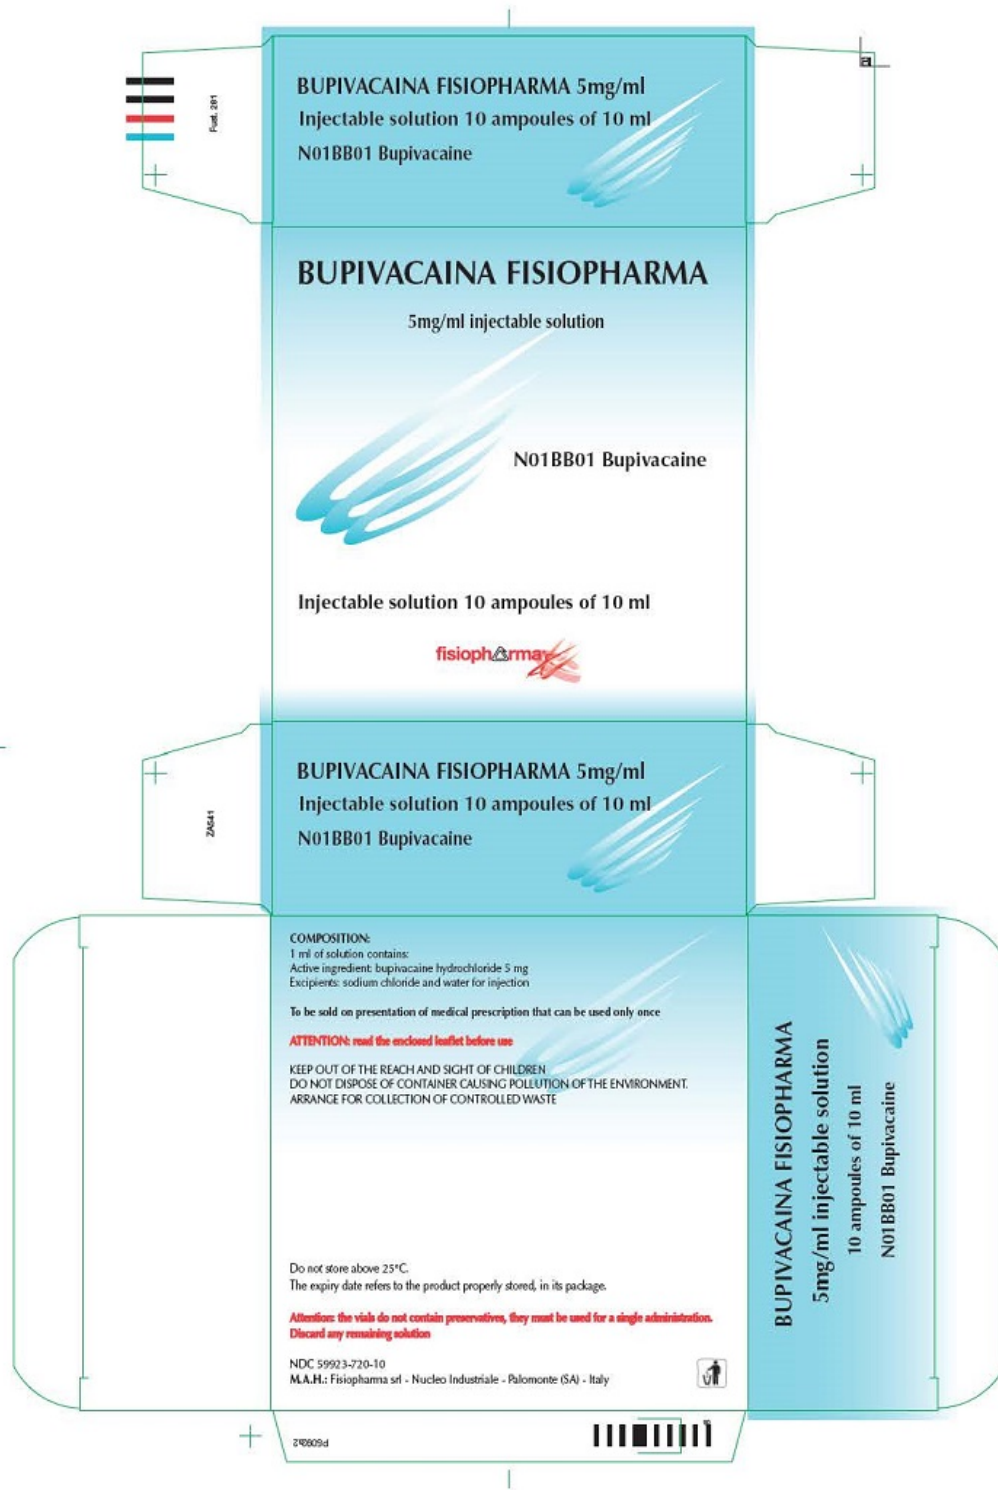 Fust. 261
BUPIVACAINA FISIOPHARMA 5mg/ml
Injectable solution 10 ampoules of 10 ml
N01BB01 Bupivacaine
BUPIVACAINA FISIOPHARMA
5mg/ml injectable solution
N01BB01 Bupivacaine
Injectable solution 10 ampoules of 10 ml
fisiopharma
ZA541
BUPIVACAINA FISIOPHARMA 5mg/ml
Injectable solution 10 ampoules of 10 ml
N01BB01 Bupivacaine
COMPOSITION:
1 ml of solution contains:
Active ingredient: bupivacaine hydrochloride 5 mg
Excipients: sodium chloride and water for injection
To be sold on presentation of medical prescription that can be used only once
ATTENTION: read the enclosed leaflet before use
KEEP OUT OF THE REACH AND SIGHT OF CHILDREN
DO NOT DISPOSE OF CONTAINER CAUSING POLLUTION OF THE ENVIRONMENT.
ARRANGE FOR COLLECTION OF CONTROLLED WASTE
Do not store above 25°C.
The expiry date refers to the product properly stored, in its package.
Attention: the vials do not contain preservatives, they must be used for a single administration.
Discard any remaining solution
NDC 59923-720-10
M.A.H.: Fisiopharma srl - Nucleo Industriale - Palomonte (SA) - Italy
BUPIVACAINA FISIOPHARMA
5mg/ml injectable solution
10 ampoules of 10 ml
N01BB01 Bupivacaine